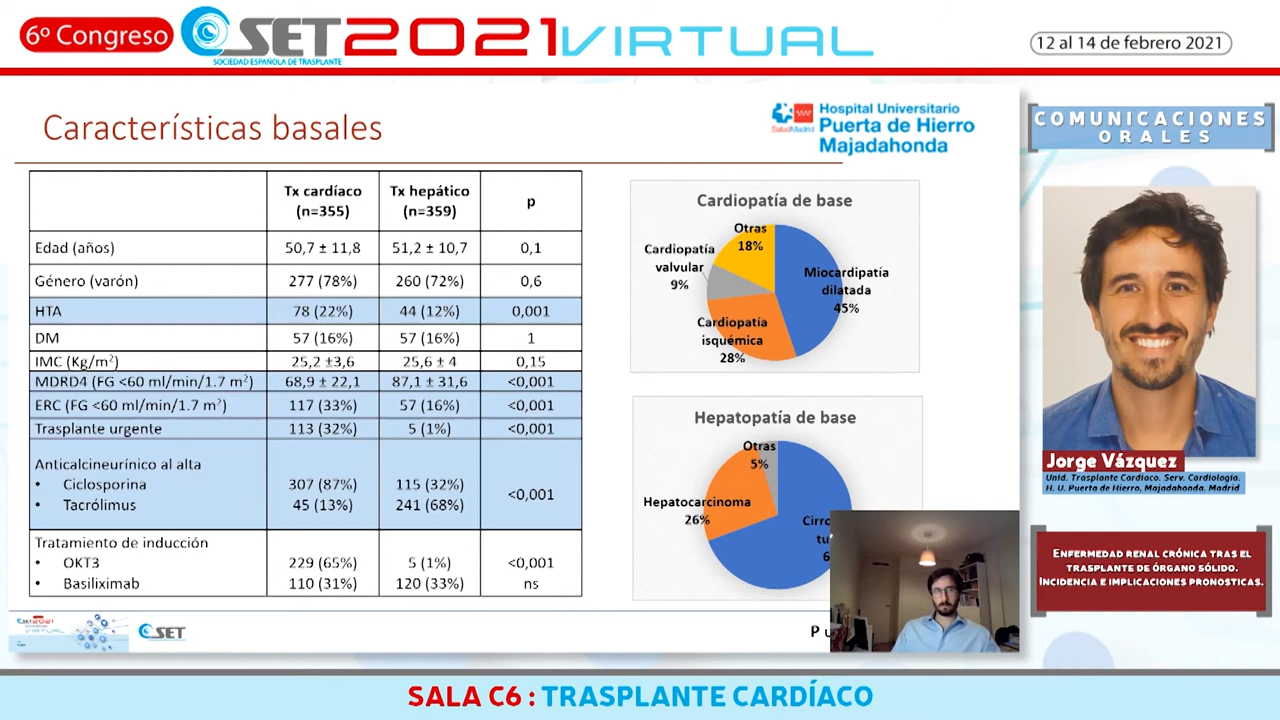 6º Congreso
SET 2021 VIRTUAL
SOCIEDAD ESPAÑOLA DE TRASPLANTE
12 al 14 de febrero 2021
Características basales
SaludMadrid
Hospital Universitario
Puerta de Hierro
Majadahonda
Tx cardíaco (n=355) Tx hepático (n=359) p
Edad (años) 50,7 ± 11,8 51,2 ± 10,7 0,1
Género (varón) 277 (78%) 260 (72%) 0,6
HTA 78 (22%) 44 (12%) 0,001
DM 57 (16%) 57 (16%) 1
IMC (Kg/m²) 25,2 ±3,6 25,6 ± 4 0,15
MDRD4 (FG <60 ml/min/1.7 m²) 68,9 ± 22,1 87,1 ± 31,6 <0,001
ERC (FG <60 ml/min/1.7 m²) 117 (33%) 57 (16%) <0,001
Trasplante urgente 113 (32%) 5 (1%) <0,001
Anticalcineurínico al alta <0,001
• Ciclosporina 307 (87%) 115 (32%)
• Tacrólimus 45 (13%) 241 (68%)
Tratamiento de inducción
• OKT3 229 (65%) 5 (1%) <0,001
• Basiliximab 110 (31%) 120 (33%) ns
Cardiopatía de base
Otras
18%
Cardiopatía
valvular
9%
Miocardipatía
dilatada
45%
Cardiopatía
isquémica
28%
Hepatopatía de base
Otras
5%
Hepatocarcinoma
26%
SET 2021
VIRTUAL
SET
COMUNICACIONES
ORALES
Jorge Vázquez
Unid. Trasplante Cardíaco. Serv. Cardiología.
H. U. Puerta de Hierro, Majadahonda. Madrid
ENFERMEDAD RENAL CRÓNICA TRAS EL
TRASPLANTE DE ÓRGANO SÓLIDO.
INCIDENCIA E IMPLICACIONES PRONOSTICAS.
SALA C6 : TRASPLANTE CARDÍACO